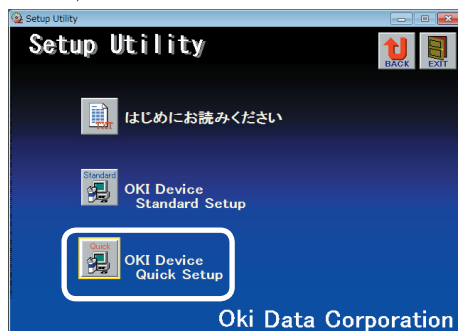 Setup Utility
Setup Utility
BACK
EXIT
TXT
はじめにお読みください
Standard
OKI Device
Standard Setup
Quick
OKI Device
Quick Setup
Oki Data Corporation